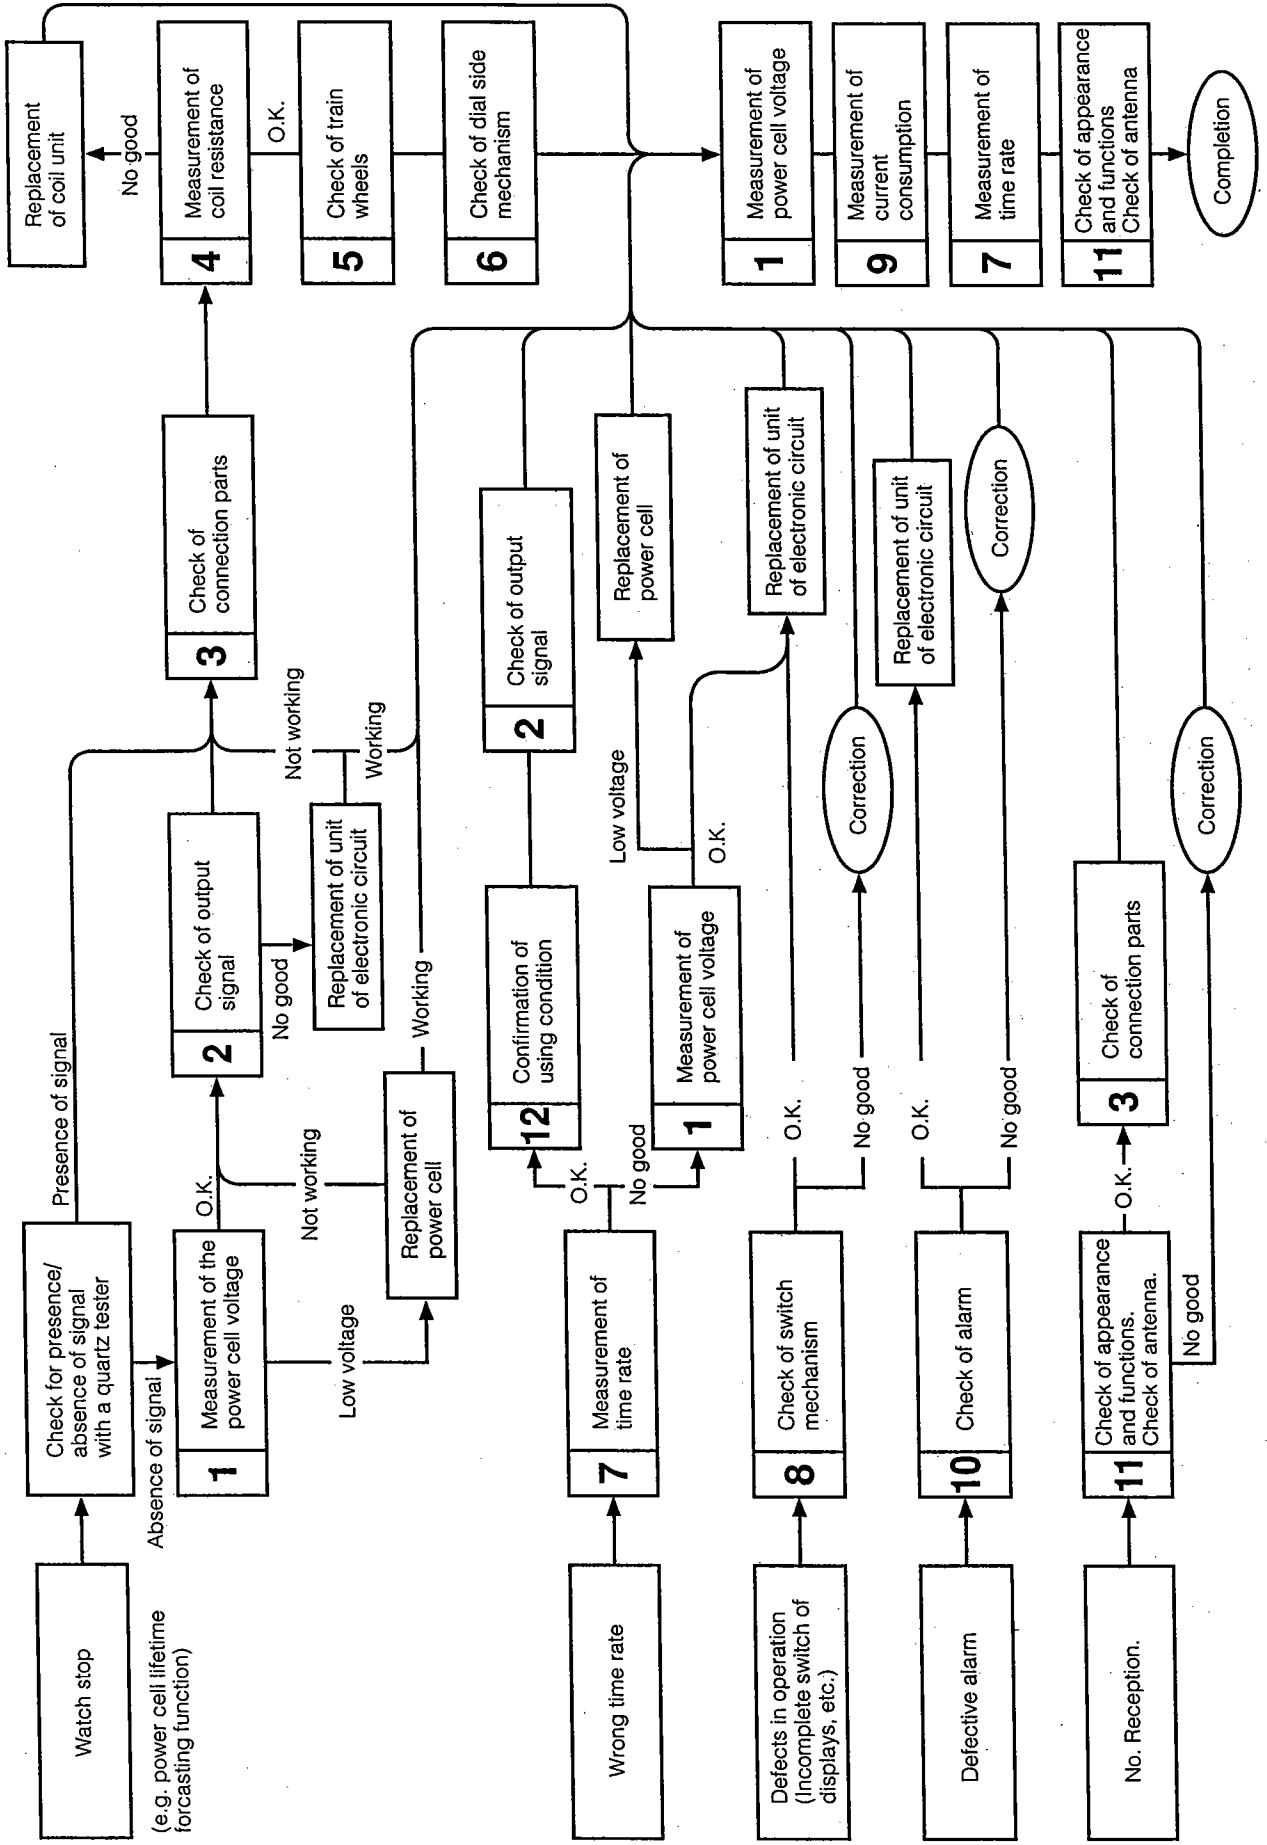 Watch stop
(e.g. power cell lifetime
forcasting function)
Check for presence/
absence of signal
with a quartz tester
Presence of signal
Absence of signal
1
Measurement of the
power cell voltage
O.K.
Low voltage
Not working
Replacement of
power cell
Working
2
Check of output
signal
No good
Replacement of unit
of electronic circuit
Not working
Working
3
Check of
connection parts
4
Measurement of
coil resistance
No good
Replacement
of coil unit
O.K.
5
Check of train
wheels
6
Check of dial side
mechanism
Wrong time rate
7
Measurement of
time rate
O.K.
No good
12
Confirmation of
using condition
2
Check of output
signal
1
Measurement of
power cell voltage
Low voltage
O.K.
Replacement of
power cell
Replacement of unit
of electronic circuit
Defects in operation
(Incomplete switch of
displays, etc.)
8
Check of switch
mechanism
O.K.
No good
Correction
Defective alarm
10
Check of alarm
O.K.
No good
Replacement of unit
of electronic circuit
Correction
No. Reception.
11
Check of appearance
and functions.
Check of antenna.
O.K.
No good
3
Check of
connection parts
Correction
1
Measurement of
power cell voltage
9
Measurement of
current
consumption
7
Measurement of
time rate
11
Check of appearance
and functions
Check of antenna
Completion